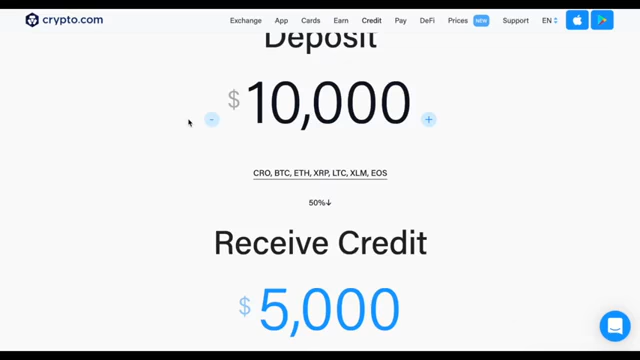 crypto.com Exchange App Cards Earn Credit Pay DeFi Prices NEW Support EN
Deposit
$ 10,000
- +
CRO, BTC, ETH, XRP, LTC, XLM, EOS
50%↓
Receive Credit
$ 5,000